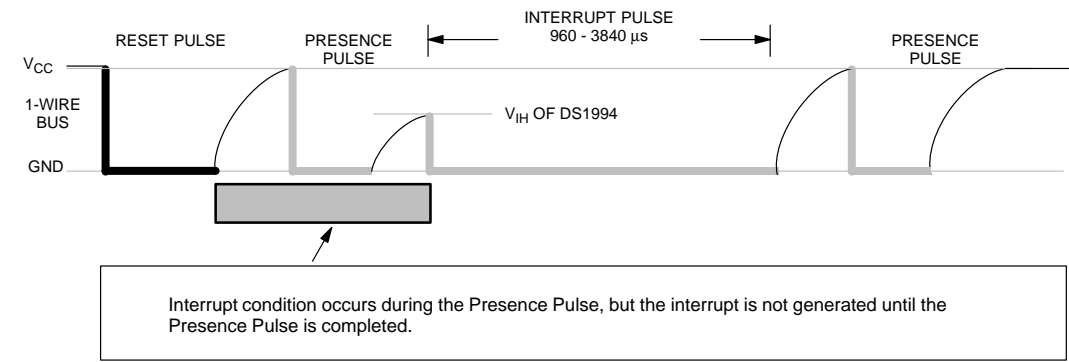 INTERRUPT PULSE
960 - 3840 µs
RESET PULSE
PRESENCE
PULSE
PRESENCE
PULSE
VCC
1-WIRE
BUS
VIH OF DS1994
GND
Interrupt condition occurs during the Presence Pulse, but the interrupt is not generated until the
Presence Pulse is completed.